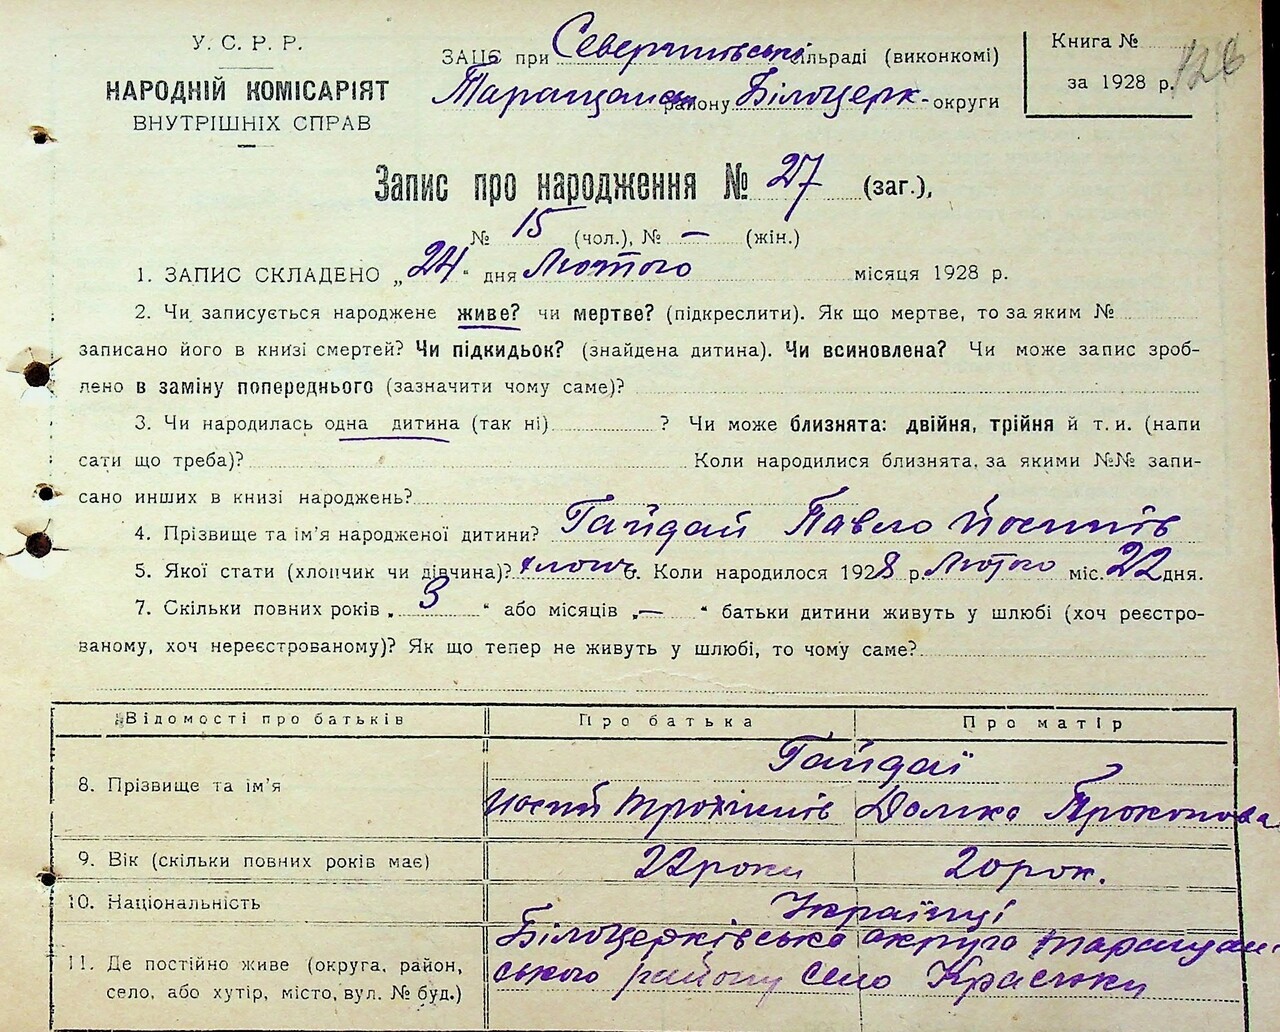 У. С. Р. Р.
НАРОДНІЙ КОМІСАРІЯТ
ВНУТРІШНІХ СПРАВ
ЗАЦС при сільраді (виконкомі)
Таращанськ району Білоцерк. округи
Книга № 126
за 1928 р.
Запис про народження № 27 (заг.),
№ 15 (чол.), № — (жін.)
1. ЗАПИС СКЛАДЕНО „24“ дня Лютого місяця 1928 р.
2. Чи записується народжене живе? чи мертве? (підкреслити). Як що мертве, то за яким №
записано його в книзі смертей? Чи підкидьок? (знайдена дитина). Чи всиновлена? Чи може запис зроб-
лено в заміну попереднього (зазначити чому саме)?
3. Чи народилась одна дитина (так ні) ? Чи може близнята: двійня, трійня й т. и. (напи
сати що треба)? Коли народилися близнята, за якими №№ запи-
сано инших в книзі народжень?
4. Прізвище та ім’я народженої дитини? Гайдай Павло Йосипів
5. Якої стати (хлопчик чи дівчина)? хлопч 6. Коли народилося 1928 р. Лютого міс. 22 дня.
7. Скільки повних років „3“ або місяців „—“ батьки дитини живуть у шлюбі (хоч реєстро-
ваному, хоч нереєстрованому)? Як що тепер не живуть у шлюбі, то чому саме?
Відомості про батьків Про батька Про матір
Гайдаї
8. Прізвище та ім’я Йосип Трохимів Домка Прокопова
9. Вік (скільки повних років має) 22 роки 20 рок.
10. Національність Українці
11. Де постійно живе (округа, район,
село, або хутір, місто, вул. № буд.)
Білоцерківська округа Таращан-
ського району село